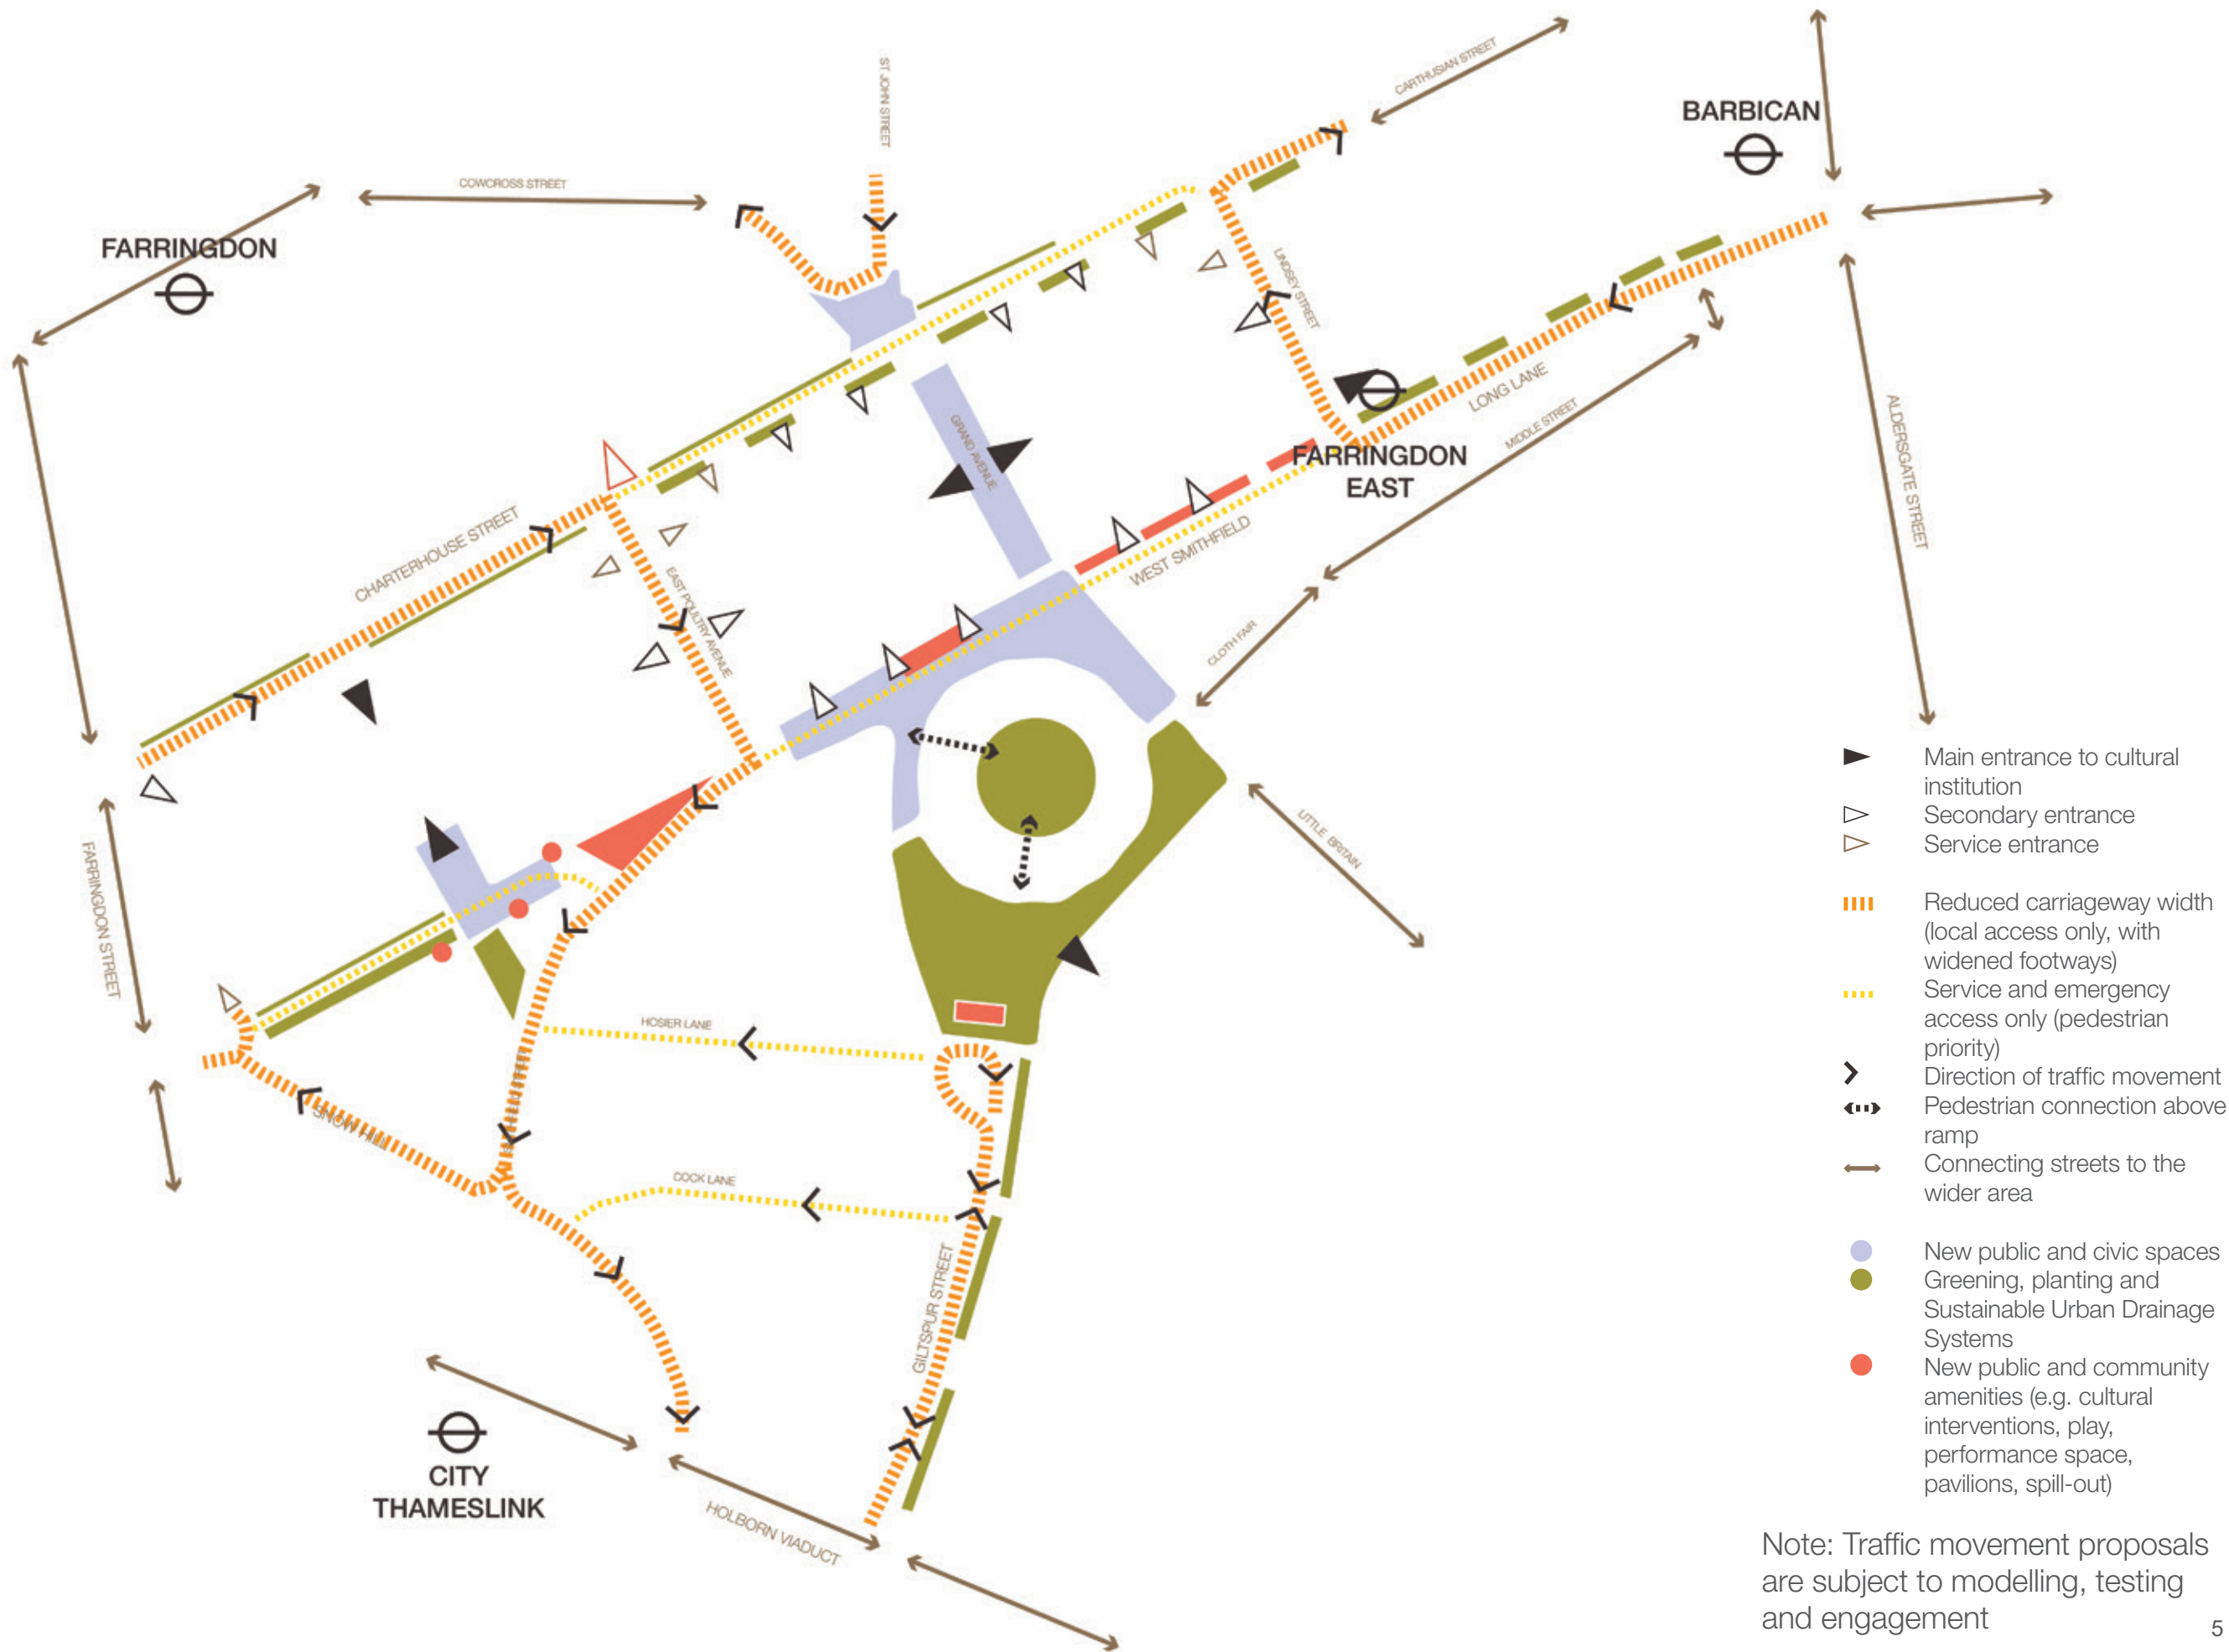 ST JOHN STREET
CARTHUSIAN STREET
BARBICAN
COWCROSS STREET
FARRINGDON
LINDSEY STREET
LONG LANE
MIDDLE STREET
ALDERSGATE STREET
GRAND AVENUE
FARRINGDON
EAST
CHARTERHOUSE STREET
WEST SMITHFIELD
EAST POULTRY AVENUE
CLOTH FAIR
LITTLE BRITAIN
FARRINGDON STREET
HOSIER LANE
SNOW HILL
COCK LANE
GILTSPUR STREET
CITY
THAMESLINK
HOLBORN VIADUCT
Main entrance to cultural
institution
Secondary entrance
Service entrance
Reduced carriageway width
(local access only, with
widened footways)
Service and emergency
access only (pedestrian
priority)
Direction of traffic movement
Pedestrian connection above
ramp
Connecting streets to the
wider area
New public and civic spaces
Greening, planting and
Sustainable Urban Drainage
Systems
New public and community
amenities (e.g. cultural
interventions, play,
performance space,
pavilions, spill-out)
Note: Traffic movement proposals
are subject to modelling, testing
and engagement
5